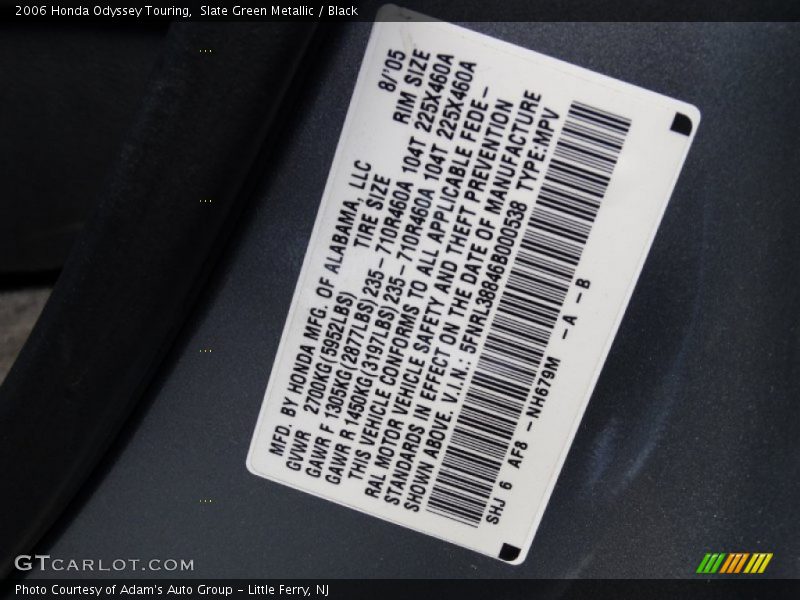 2006 Honda Odyssey Touring, Slate Green Metallic / Black
MFD. BY HONDA MFG. OF ALABAMA, LLC 8/'05
GVWR 2700KG(5952LBS) TIRE SIZE RIM SIZE
GAWR F 1305KG(2877LBS)235-710R460A 104T 225X460A
GAWR R 1450KG(3197LBS)235-710R460A 104T 225X460A
THIS VEHICLE CONFORMS TO ALL APPLICABLE FEDE-
RAL MOTOR VEHICLE SAFETY AND THEFT PREVENTION
STANDARDS IN EFFECT ON THE DATE OF MANUFACTURE
SHOWN ABOVE. V.I.N.: 5FNRL38846B000538 TYPE:MPV
SHJ 6 AF8 -NH679M -A -B
GTCARLOT.COM
Photo Courtesy of Adam's Auto Group - Little Ferry, NJ